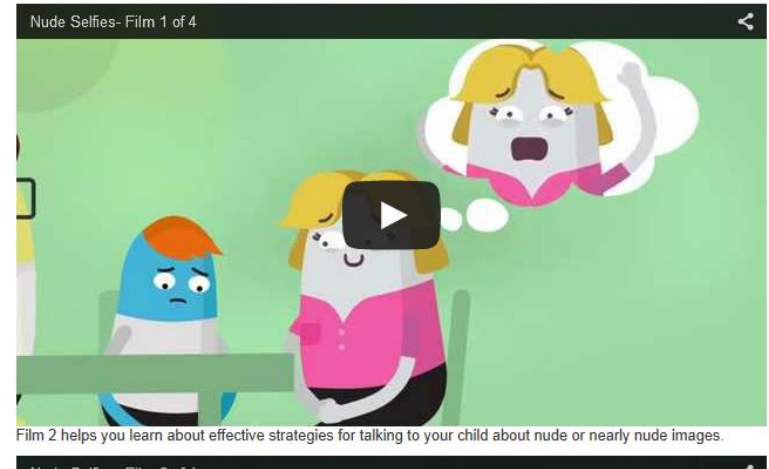 Nude Selfies- Film 1 of 4
Film 2 helps you learn about effective strategies for talking to your child about nude or nearly nude images.